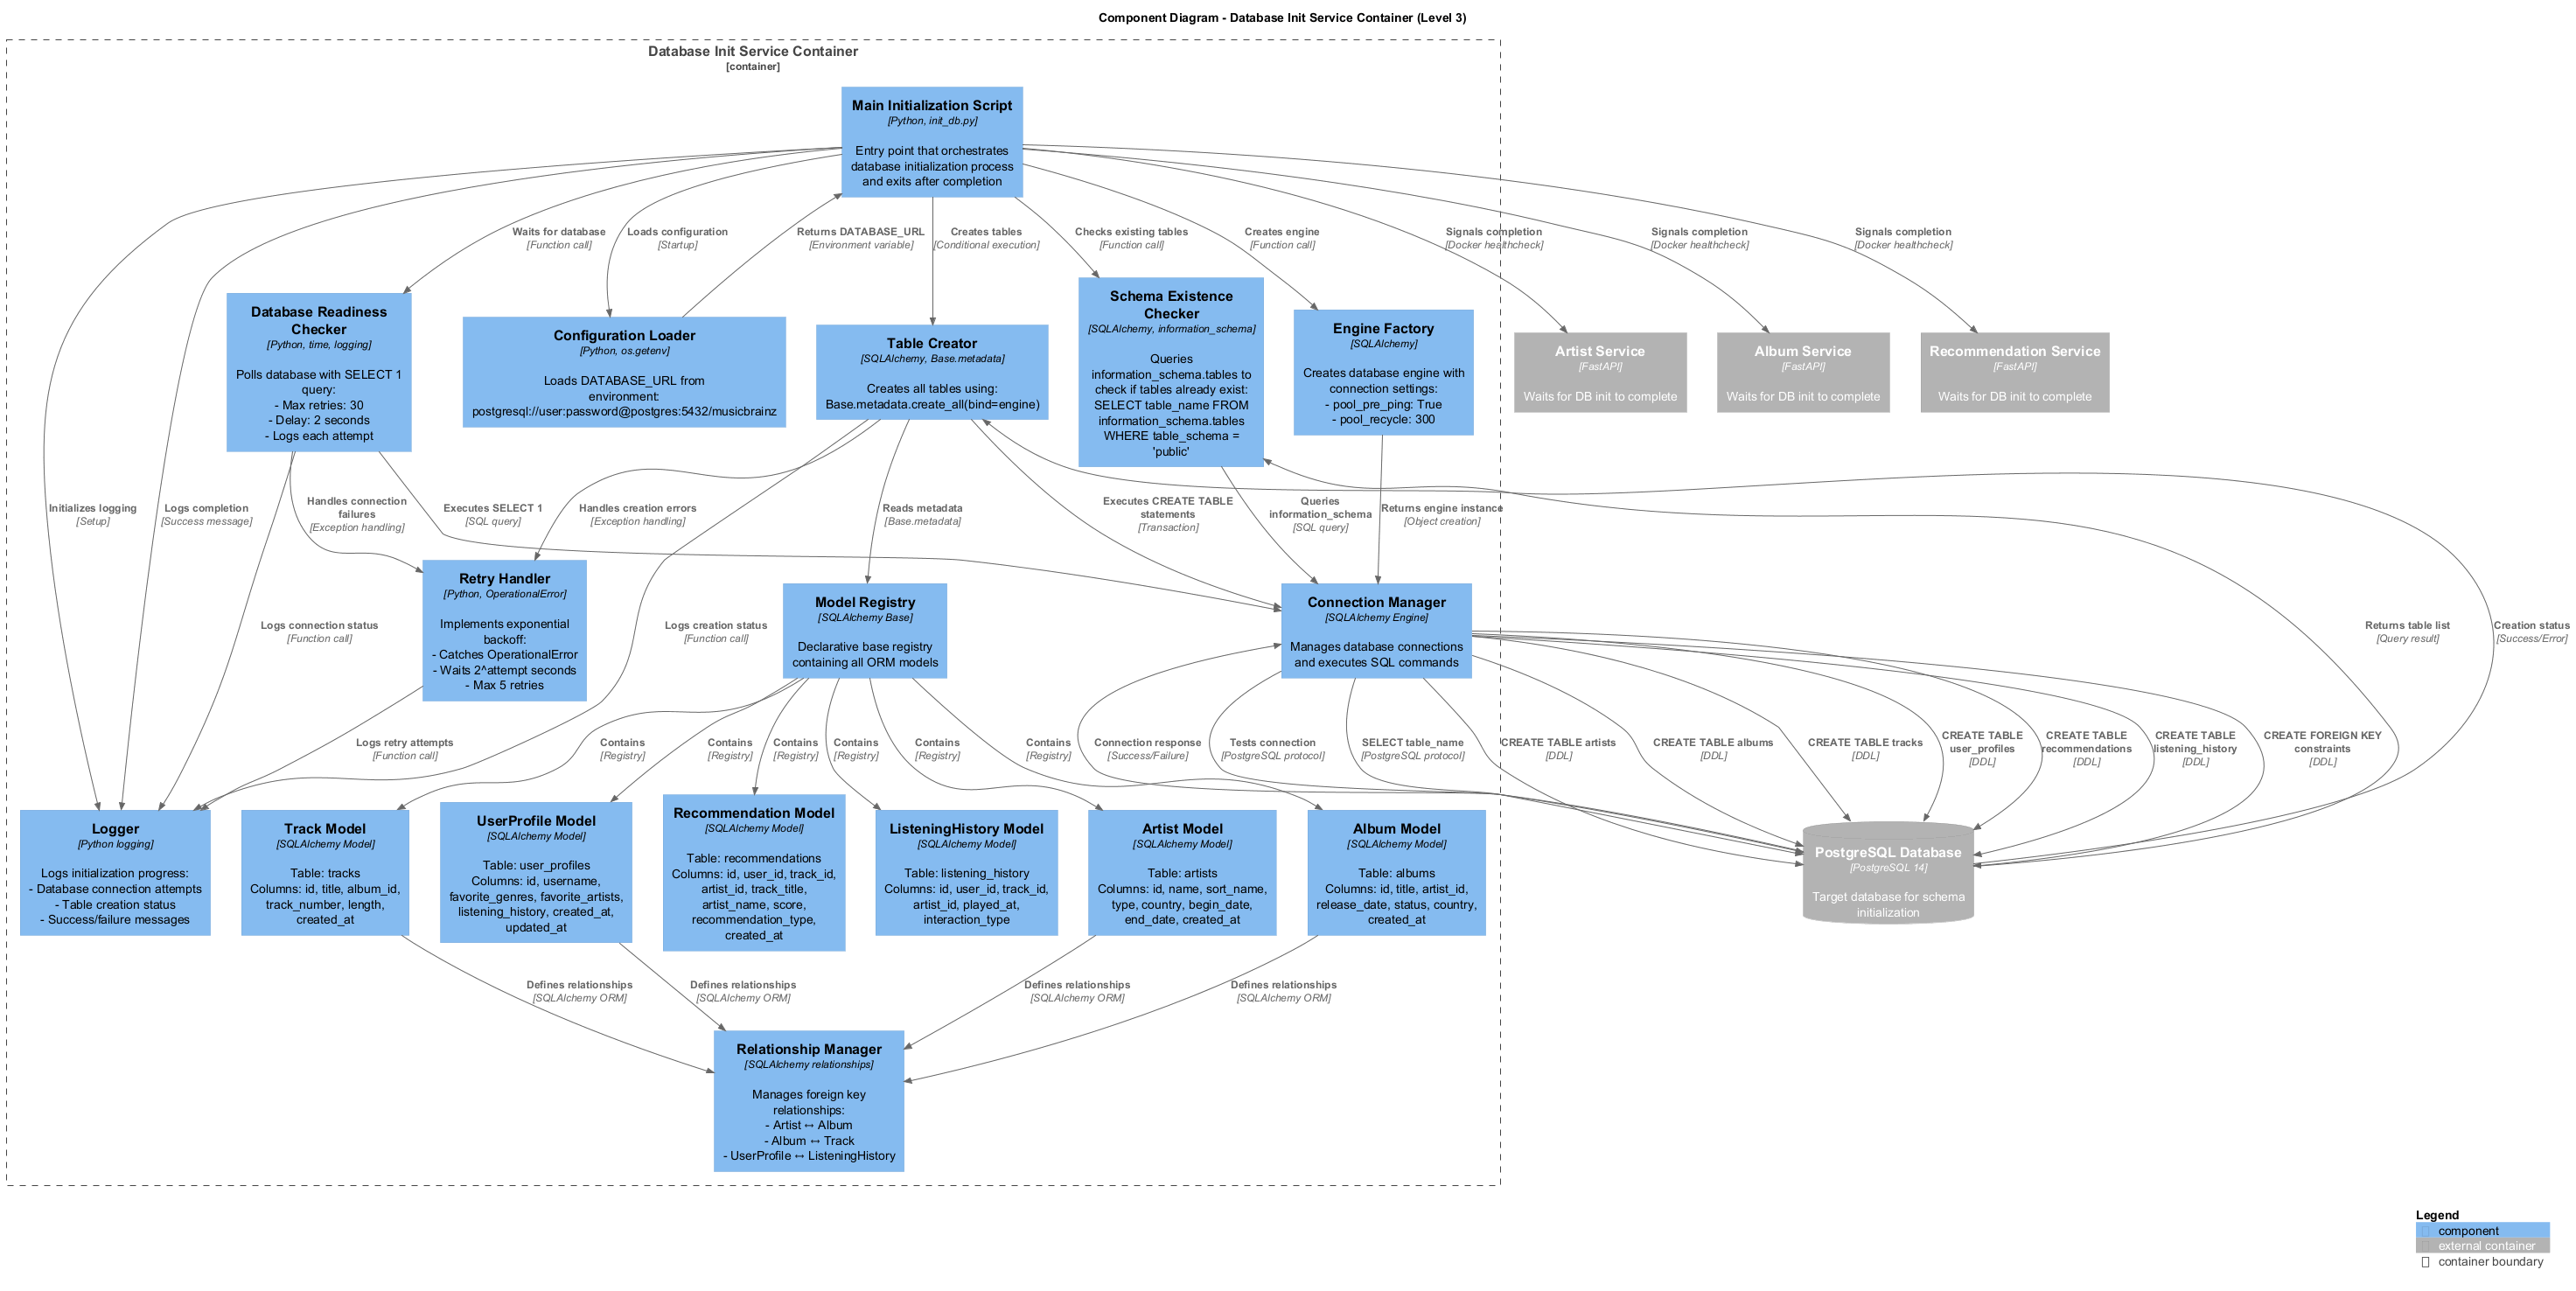 Component Diagram - Database Init Service Container (Level 3)
Database Init Service Container
[container]
Main Initialization Script
[Python, init_db.py]
Entry point that orchestrates
database initialization process
and exits after completion
Waits for database
[Function call]
Loads configuration
[Startup]
Returns DATABASE_URL
[Environment variable]
Creates tables
[Conditional execution]
Checks existing tables
[Function call]
Creates engine
[Function call]
Signals completion
[Docker healthcheck]
Signals completion
[Docker healthcheck]
Signals completion
[Docker healthcheck]
Database Readiness
Checker
[Python, time, logging]
Polls database with SELECT 1
query:
- Max retries: 30
- Delay: 2 seconds
- Logs each attempt
Configuration Loader
[Python, os.getenv]
Loads DATABASE_URL from
environment:
postgresql://user:password@postgres:5432/musicbrainz
Table Creator
[SQLAlchemy, Base.metadata]
Creates all tables using:
Base.metadata.create_all(bind=engine)
Schema Existence
Checker
[SQLAlchemy, information_schema]
Queries
information_schema.tables to
check if tables already exist:
SELECT table_name FROM
information_schema.tables
WHERE table_schema =
'public'
Engine Factory
[SQLAlchemy]
Creates database engine with
connection settings:
- pool_pre_ping: True
- pool_recycle: 300
Artist Service
[FastAPI]
Waits for DB init to complete
Album Service
[FastAPI]
Waits for DB init to complete
Recommendation Service
[FastAPI]
Waits for DB init to complete
Initializes logging
[Setup]
Logs completion
[Success message]
Handles connection
failures
[Exception handling]
Executes SELECT 1
[SQL query]
Handles creation errors
[Exception handling]
Reads metadata
[Base.metadata]
Executes CREATE TABLE
statements
[Transaction]
Queries
information_schema
[SQL query]
Returns engine instance
[Object creation]
Retry Handler
[Python, OperationalError]
Implements exponential
backoff:
- Catches OperationalError
- Waits 2^attempt seconds
- Max 5 retries
Model Registry
[SQLAlchemy Base]
Declarative base registry
containing all ORM models
Connection Manager
[SQLAlchemy Engine]
Manages database connections
and executes SQL commands
Logs connection status
[Function call]
Logs creation status
[Function call]
Returns table list
[Query result]
Creation status
[Success/Error]
Logs retry attempts
[Function call]
Contains
[Registry]
Contains
[Registry]
Contains
[Registry]
Contains
[Registry]
Contains
[Registry]
Contains
[Registry]
Connection response
[Success/Failure]
Tests connection
[PostgreSQL protocol]
SELECT table_name
[PostgreSQL protocol]
CREATE TABLE artists
[DDL]
CREATE TABLE albums
[DDL]
CREATE TABLE tracks
[DDL]
CREATE TABLE
user_profiles
[DDL]
CREATE TABLE
recommendations
[DDL]
CREATE TABLE
listening_history
[DDL]
CREATE FOREIGN KEY
constraints
[DDL]
Logger
[Python logging]
Logs initialization progress:
- Database connection attempts
- Table creation status
- Success/failure messages
Track Model
[SQLAlchemy Model]
Table: tracks
Columns: id, title, album_id,
track_number, length,
created_at
UserProfile Model
[SQLAlchemy Model]
Table: user_profiles
Columns: id, username,
favorite_genres, favorite_artists,
listening_history, created_at,
updated_at
Recommendation Model
[SQLAlchemy Model]
Table: recommendations
Columns: id, user_id, track_id,
artist_id, track_title,
artist_name, score,
recommendation_type,
created_at
ListeningHistory Model
[SQLAlchemy Model]
Table: listening_history
Columns: id, user_id, track_id,
artist_id, played_at,
interaction_type
Artist Model
[SQLAlchemy Model]
Table: artists
Columns: id, name, sort_name,
type, country, begin_date,
end_date, created_at
Album Model
[SQLAlchemy Model]
Table: albums
Columns: id, title, artist_id,
release_date, status, country,
created_at
PostgreSQL Database
[PostgreSQL 14]
Target database for schema
initialization
Defines relationships
[SQLAlchemy ORM]
Defines relationships
[SQLAlchemy ORM]
Defines relationships
[SQLAlchemy ORM]
Defines relationships
[SQLAlchemy ORM]
Relationship Manager
[SQLAlchemy relationships]
Manages foreign key
relationships:
- Artist ↔ Album
- Album ↔ Track
- UserProfile ↔ ListeningHistory
Legend
component
external container
container boundary